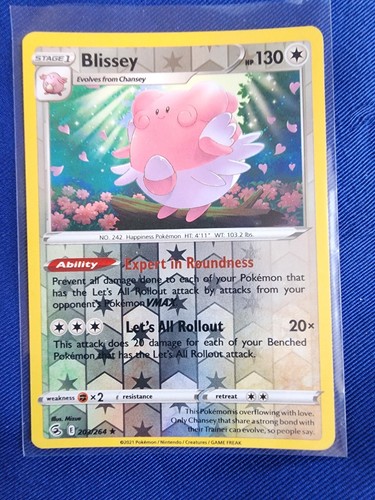 STAGE 1 Blissey HP 130
Evolves from Chansey
NO. 242 Happiness Pokémon HT: 4'11" WT: 103.2 lbs.
Ability Expert in Roundness
Prevent all damage done to each of your Pokémon that
has the Let's All Rollout attack by attacks from your
opponent's Pokémon VMAX.
Let's All Rollout 20×
This attack does 20 damage for each of your Benched
Pokémon that has the Let's All Rollout attack.
weakness ×2 resistance retreat
Illus. Misa
This Pokémon is overflowing with love.
Only Chansey that share a strong bond with
their Trainer can evolve, so people say.
/264
©2021 Pokémon / Nintendo / Creatures / GAME FREAK